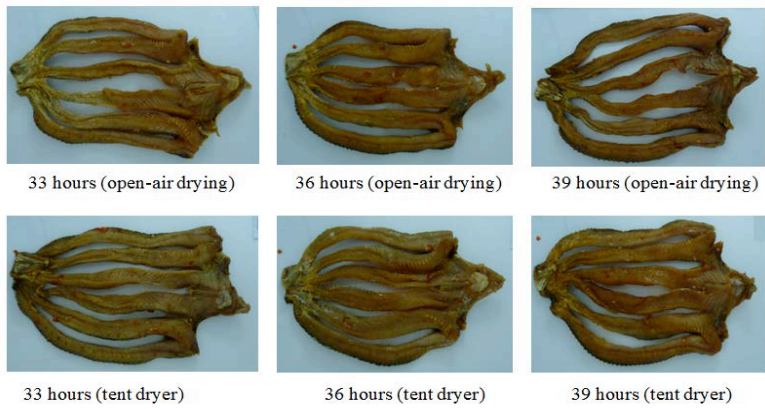 33 hours (open-air drying)
36 hours (open-air drying)
39 hours (open-air drying)
33 hours (tent dryer)
36 hours (tent dryer)
39 hours (tent dryer)